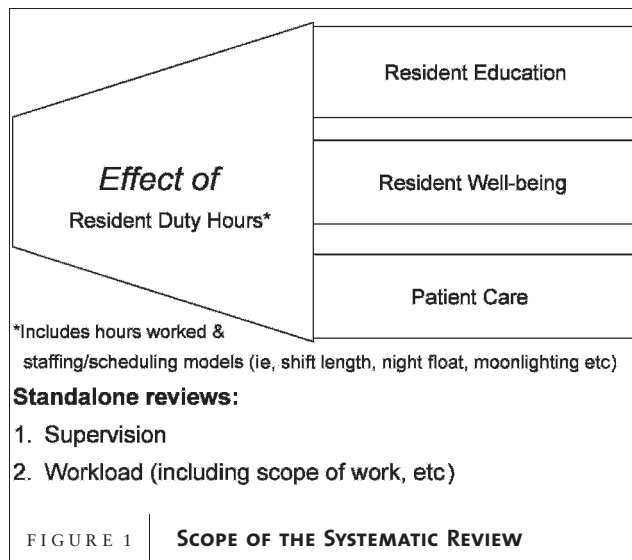 Resident Education
Effect of
Resident Duty Hours*
Resident Well-being
Patient Care
*Includes hours worked &
staffing/scheduling models (ie, shift length, night float, moonlighting etc)
Standalone reviews:
1. Supervision
2. Workload (including scope of work, etc)
FIGURE 1 SCOPE OF THE SYSTEMATIC REVIEW